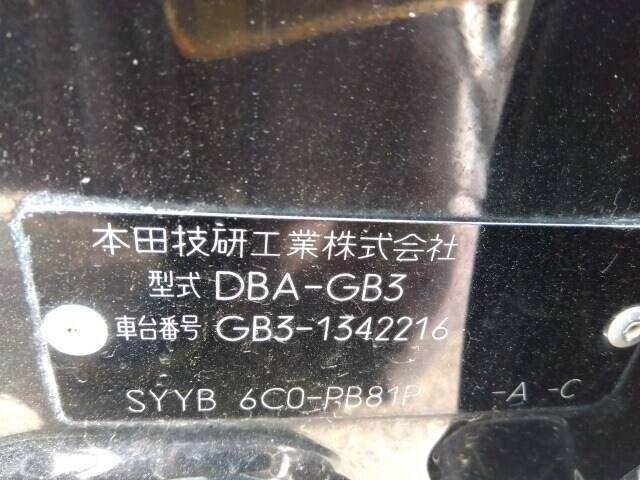 本田技研工業株式会社
型式 DBA-GB3
車台番号 GB3-1342216
SYYB 6C0-PB81P -A -C